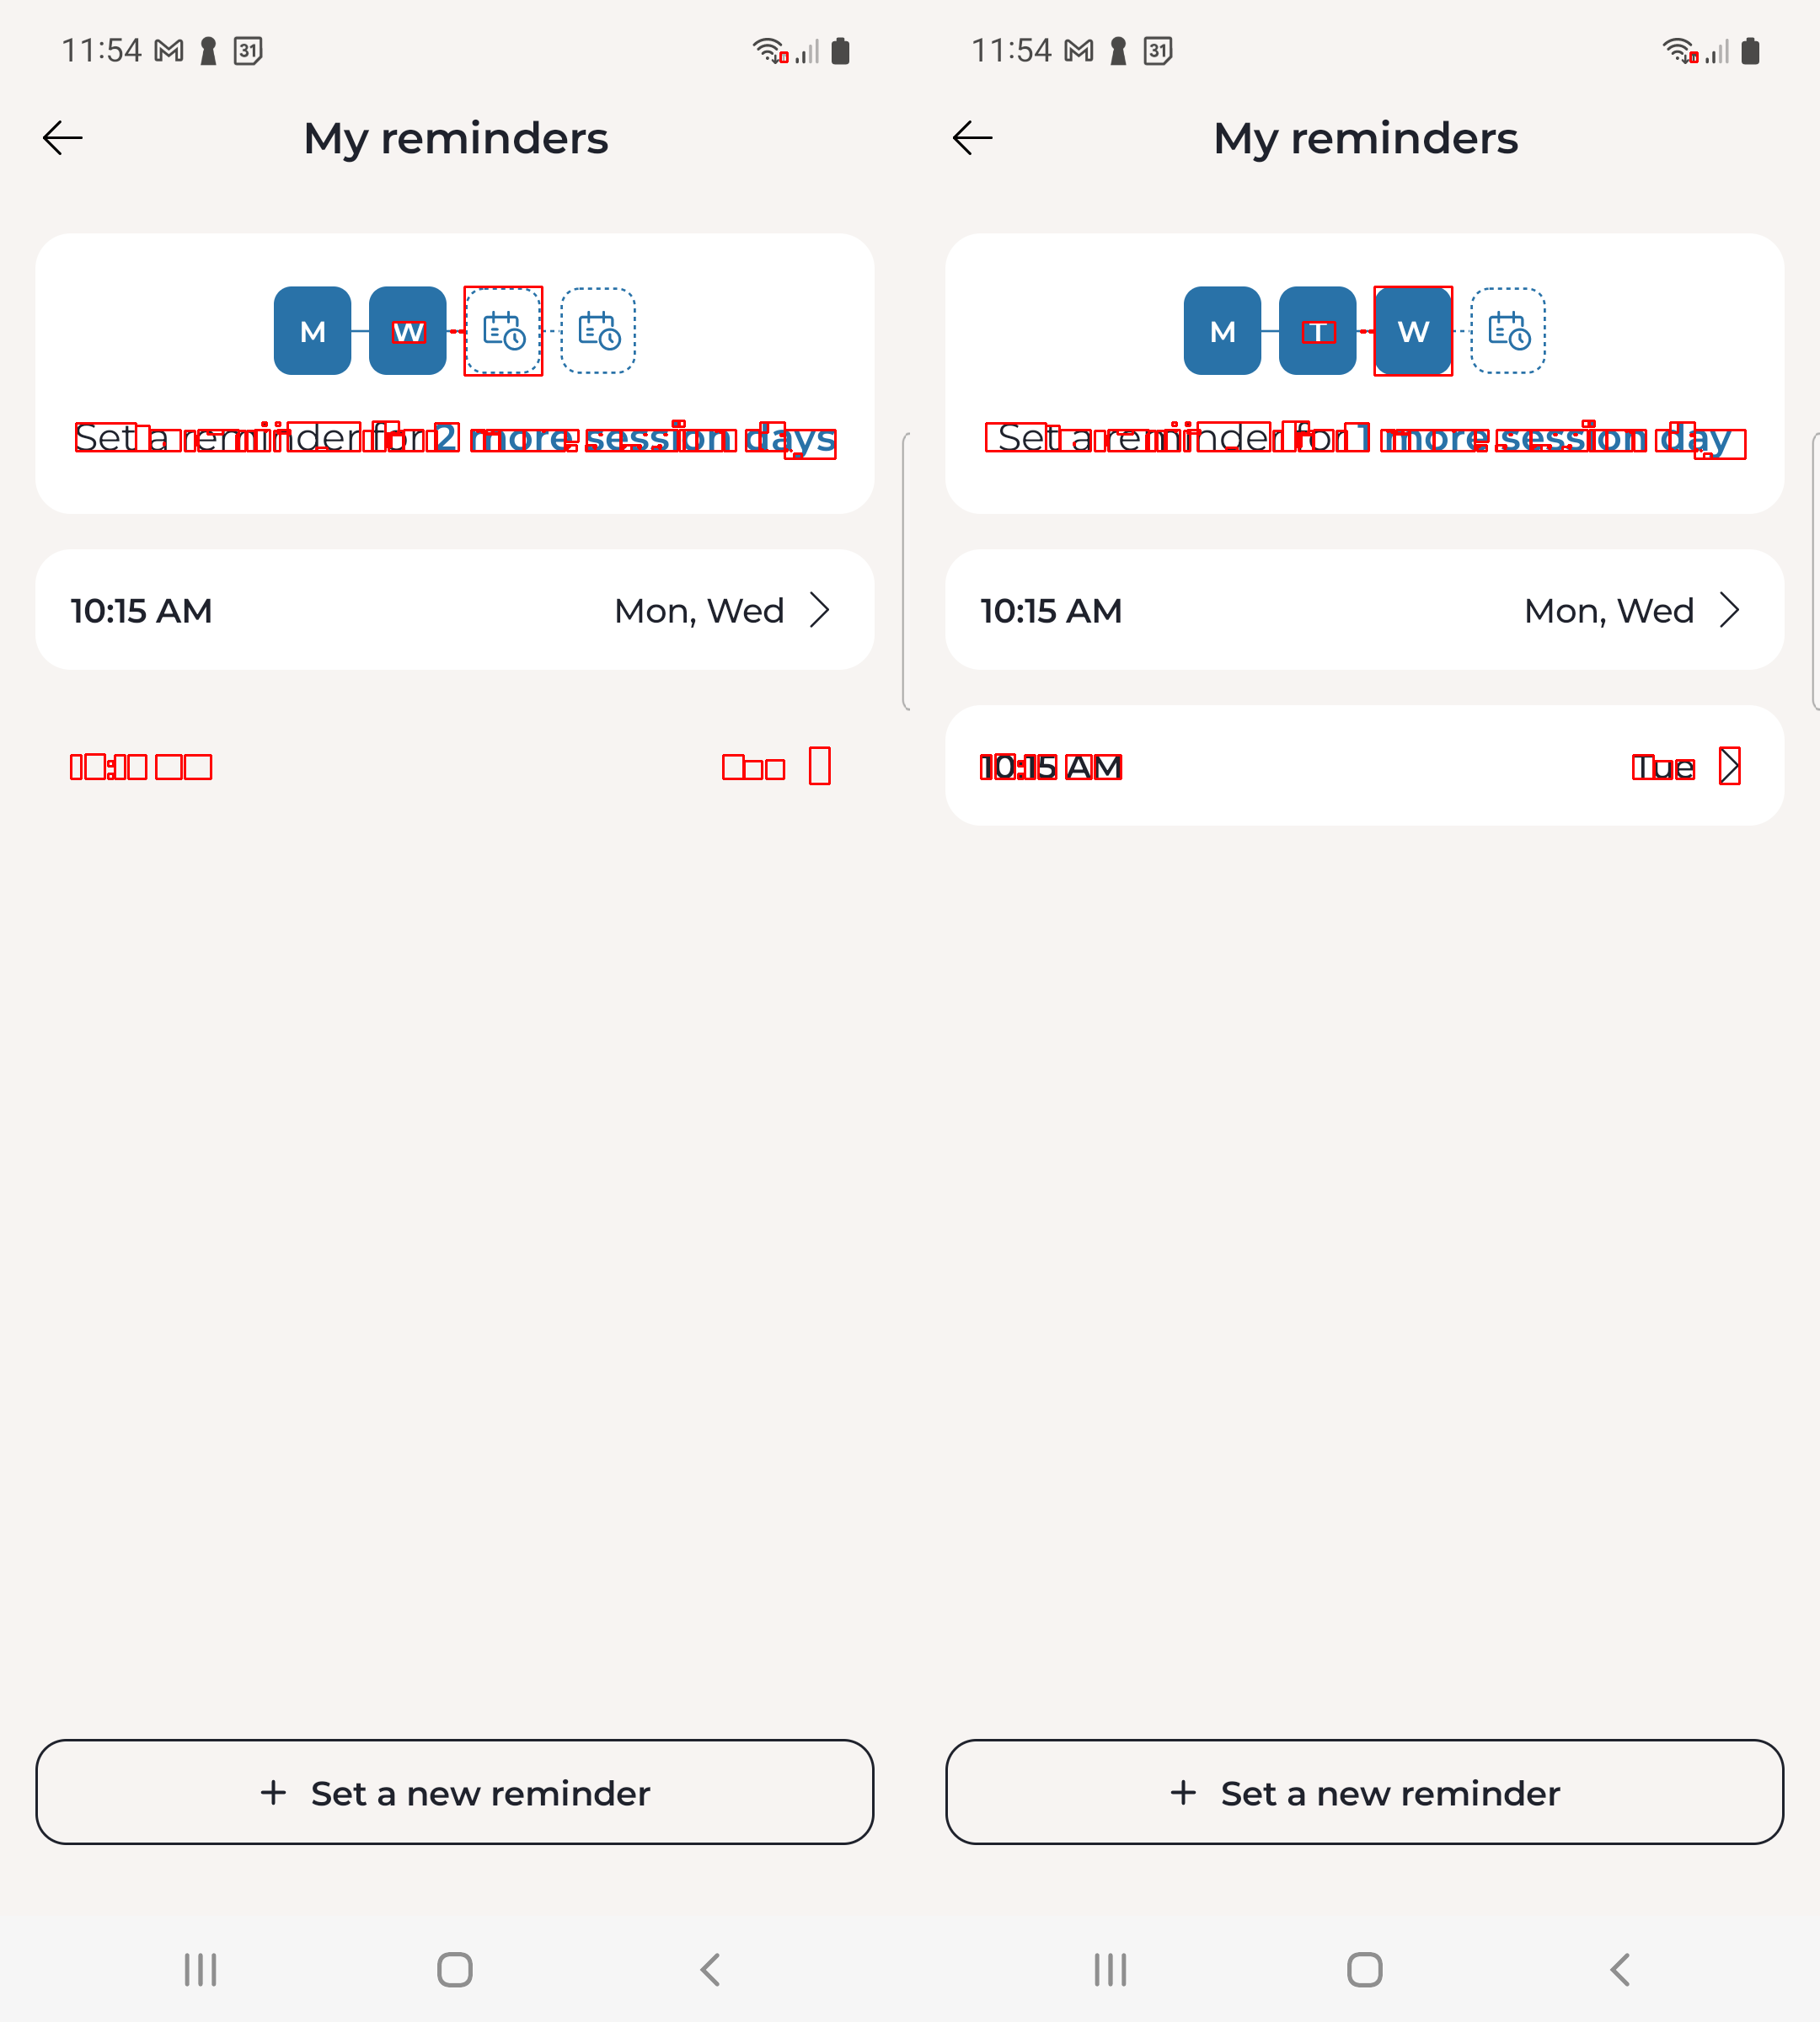 11:54 31
My reminders
M W
Set a reminder for 2 more session days
10:15 AM Mon, Wed
+ Set a new reminder
11:54 31
My reminders
M T W
Set a reminder for 1 more session day
10:15 AM Mon, Wed
10:15 AM Tue
+ Set a new reminder